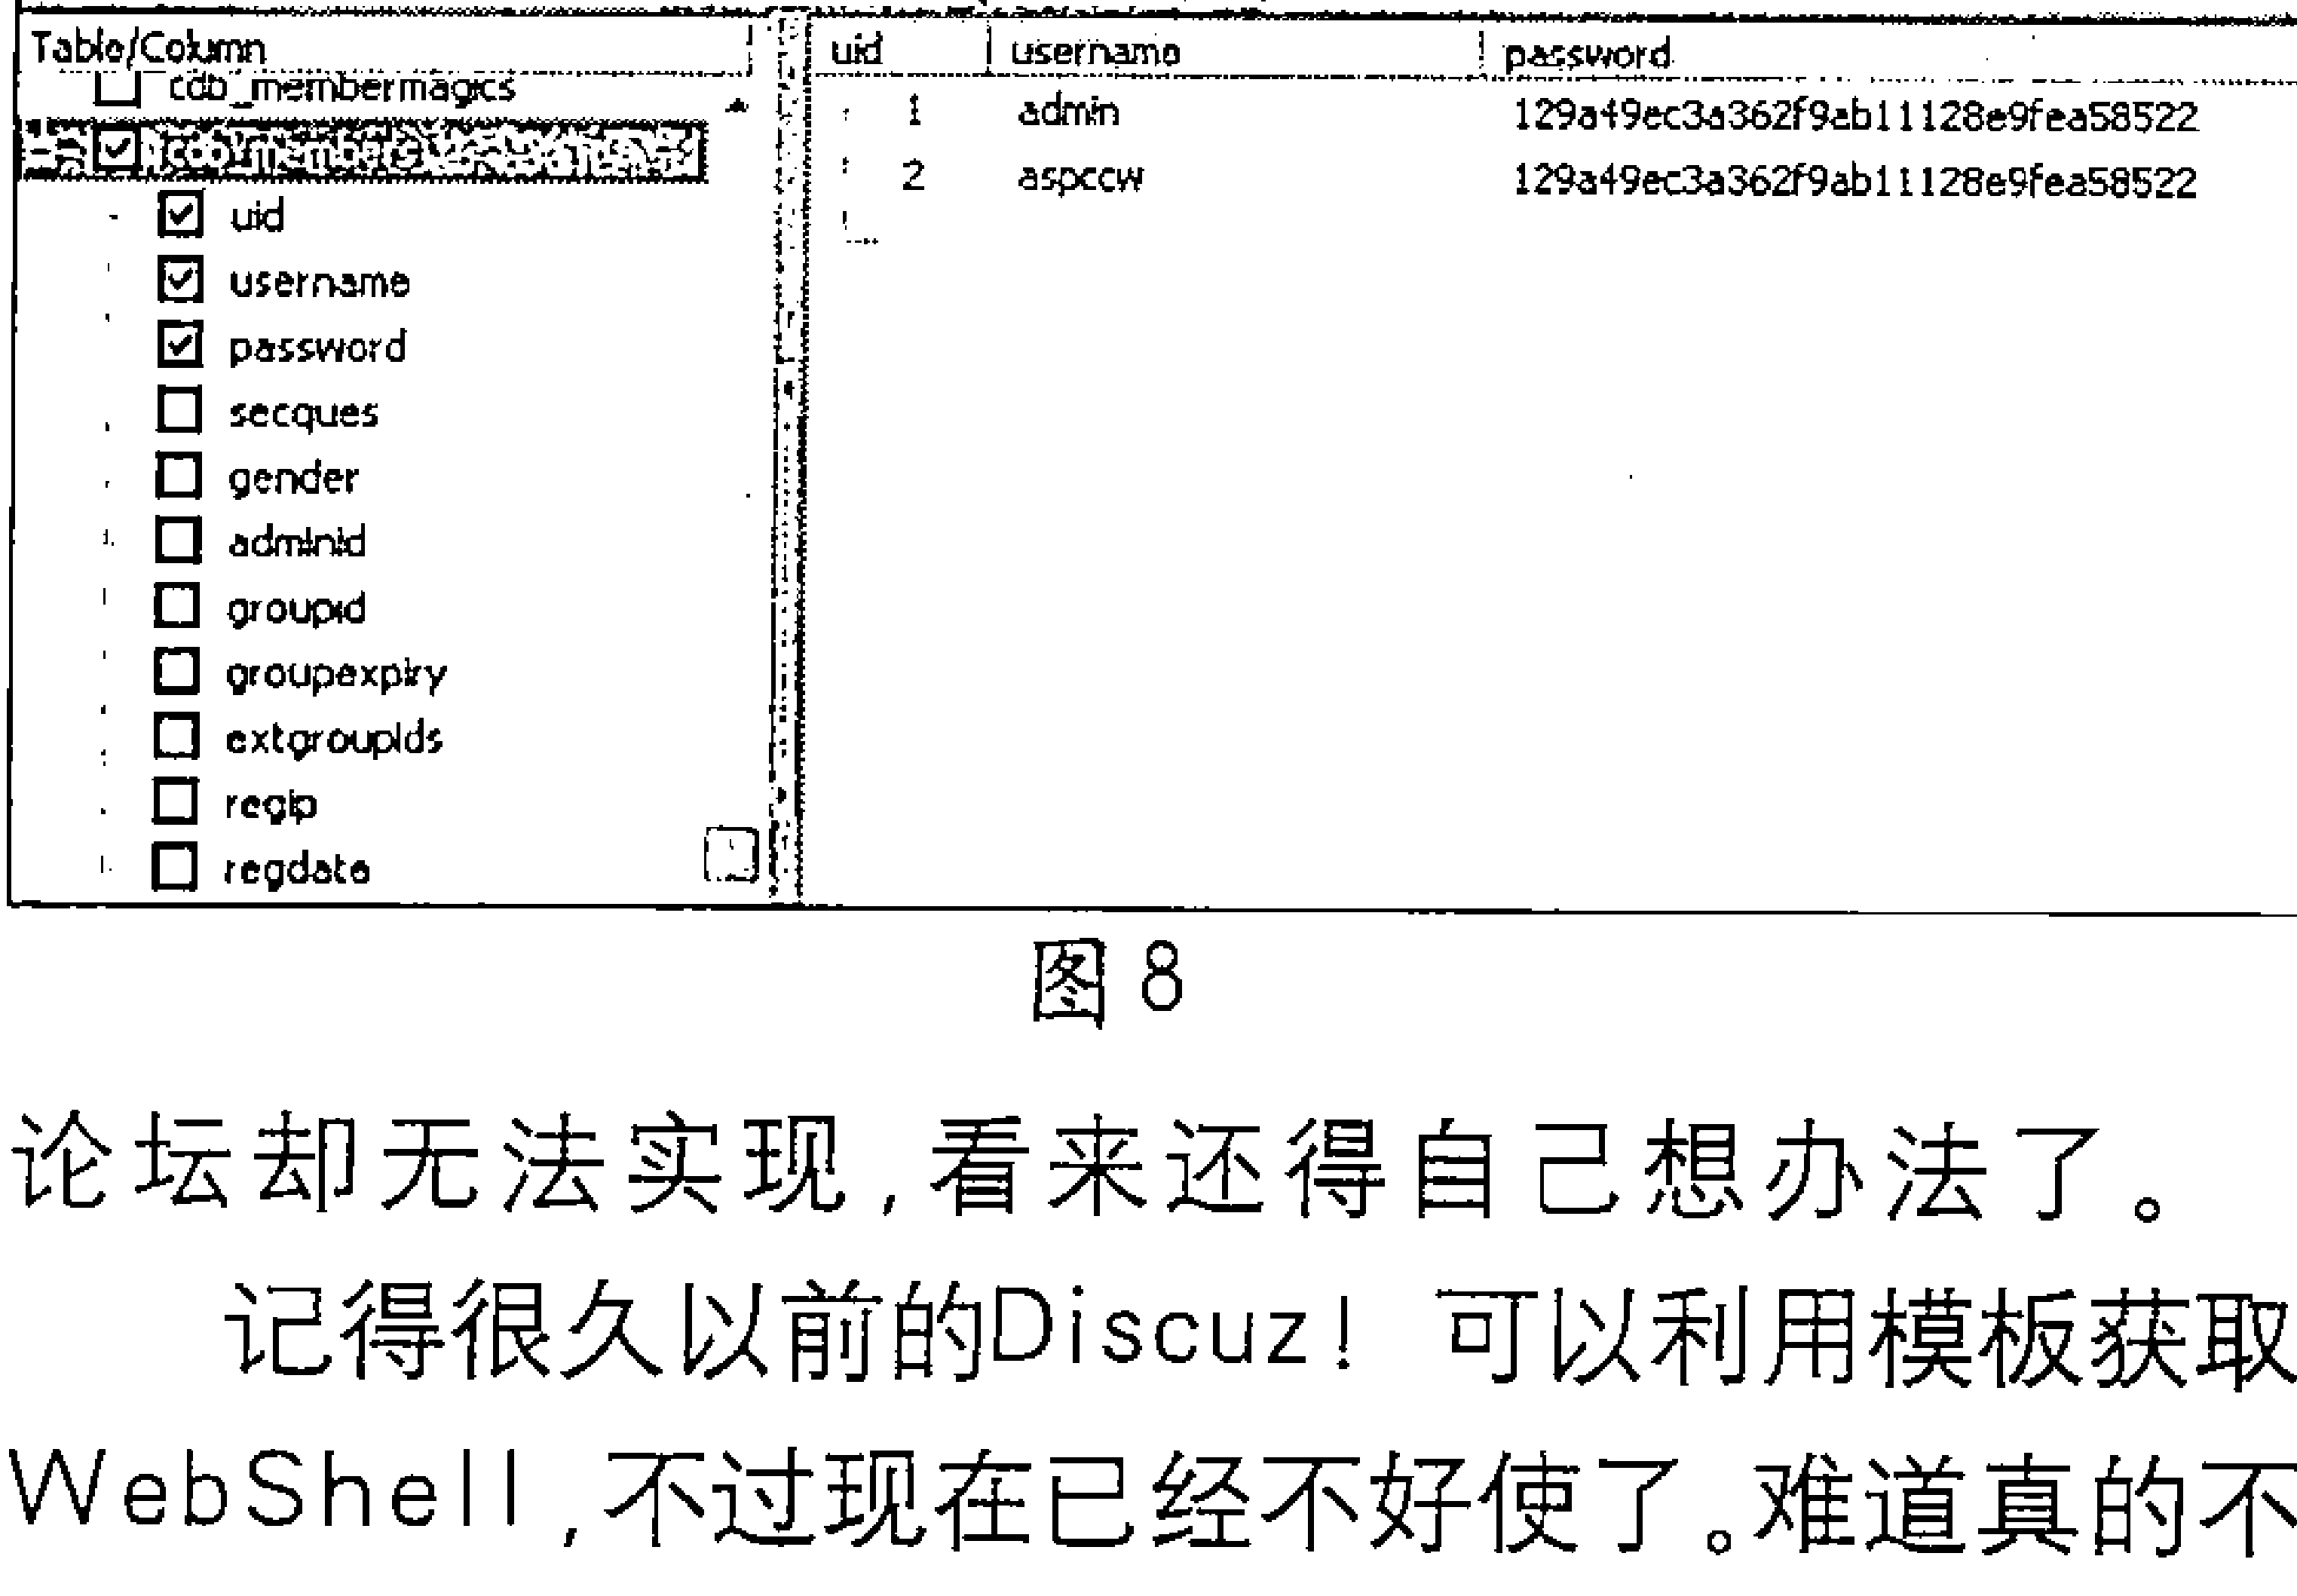 Table/Column
cdb_membermagics
cdb_members
uid
username
password
secques
gender
adminid
groupid
groupexpiry
extgroupids
regip
regdate
uid username password
1 admin 129a49ec3a362f9ab11128e9fea58522
2 aspccw 129a49ec3a362f9ab11128e9fea58522
图8
论坛却无法实现,看来还得自己想办法了。
记得很久以前的Discuz! 可以利用模板获取
WebShell,不过现在已经不好使了。难道真的不